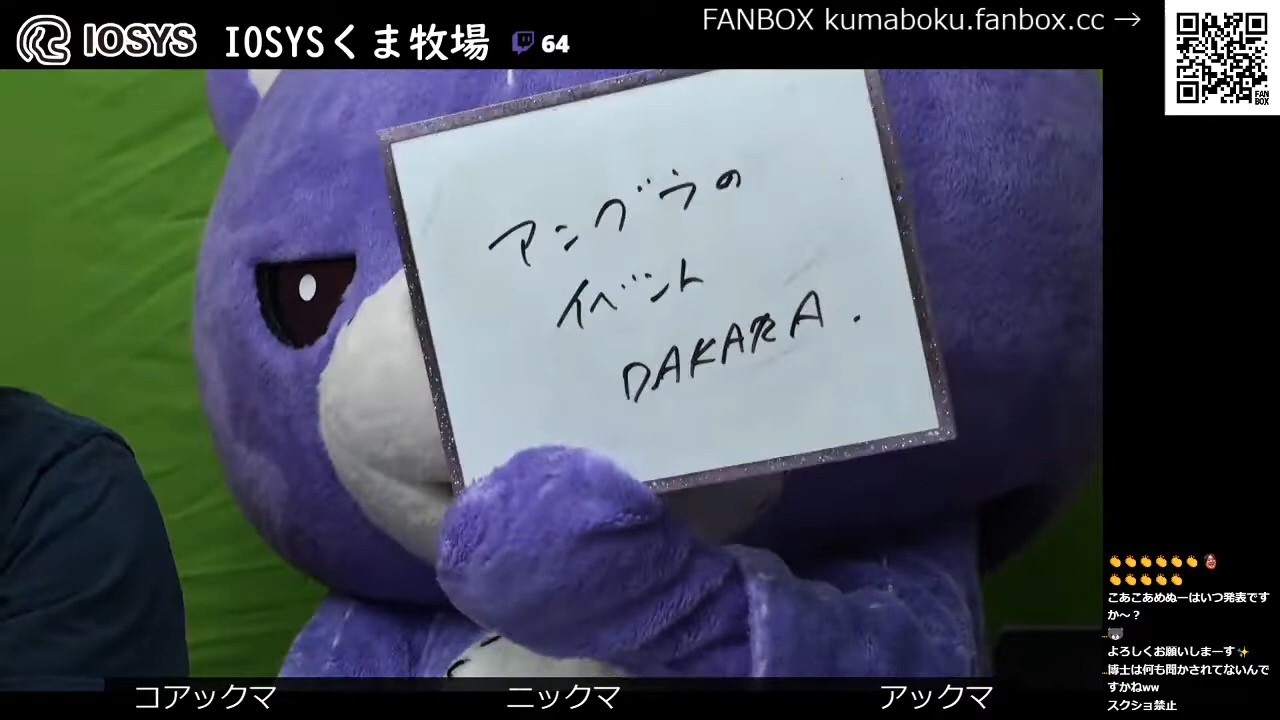 IOSYS IOSYSくま牧場 64
FANBOX kumaboku.fanbox.cc →
FAN
BOX
アングラの
イベント
DAKARA.
こあこあめぬーはいつ発表です
か～？
よろしくお願いしまーす✨
博士は何も聞かされてないんで
すかねww
スクショ禁止
コアックマ ニックマ アックマ